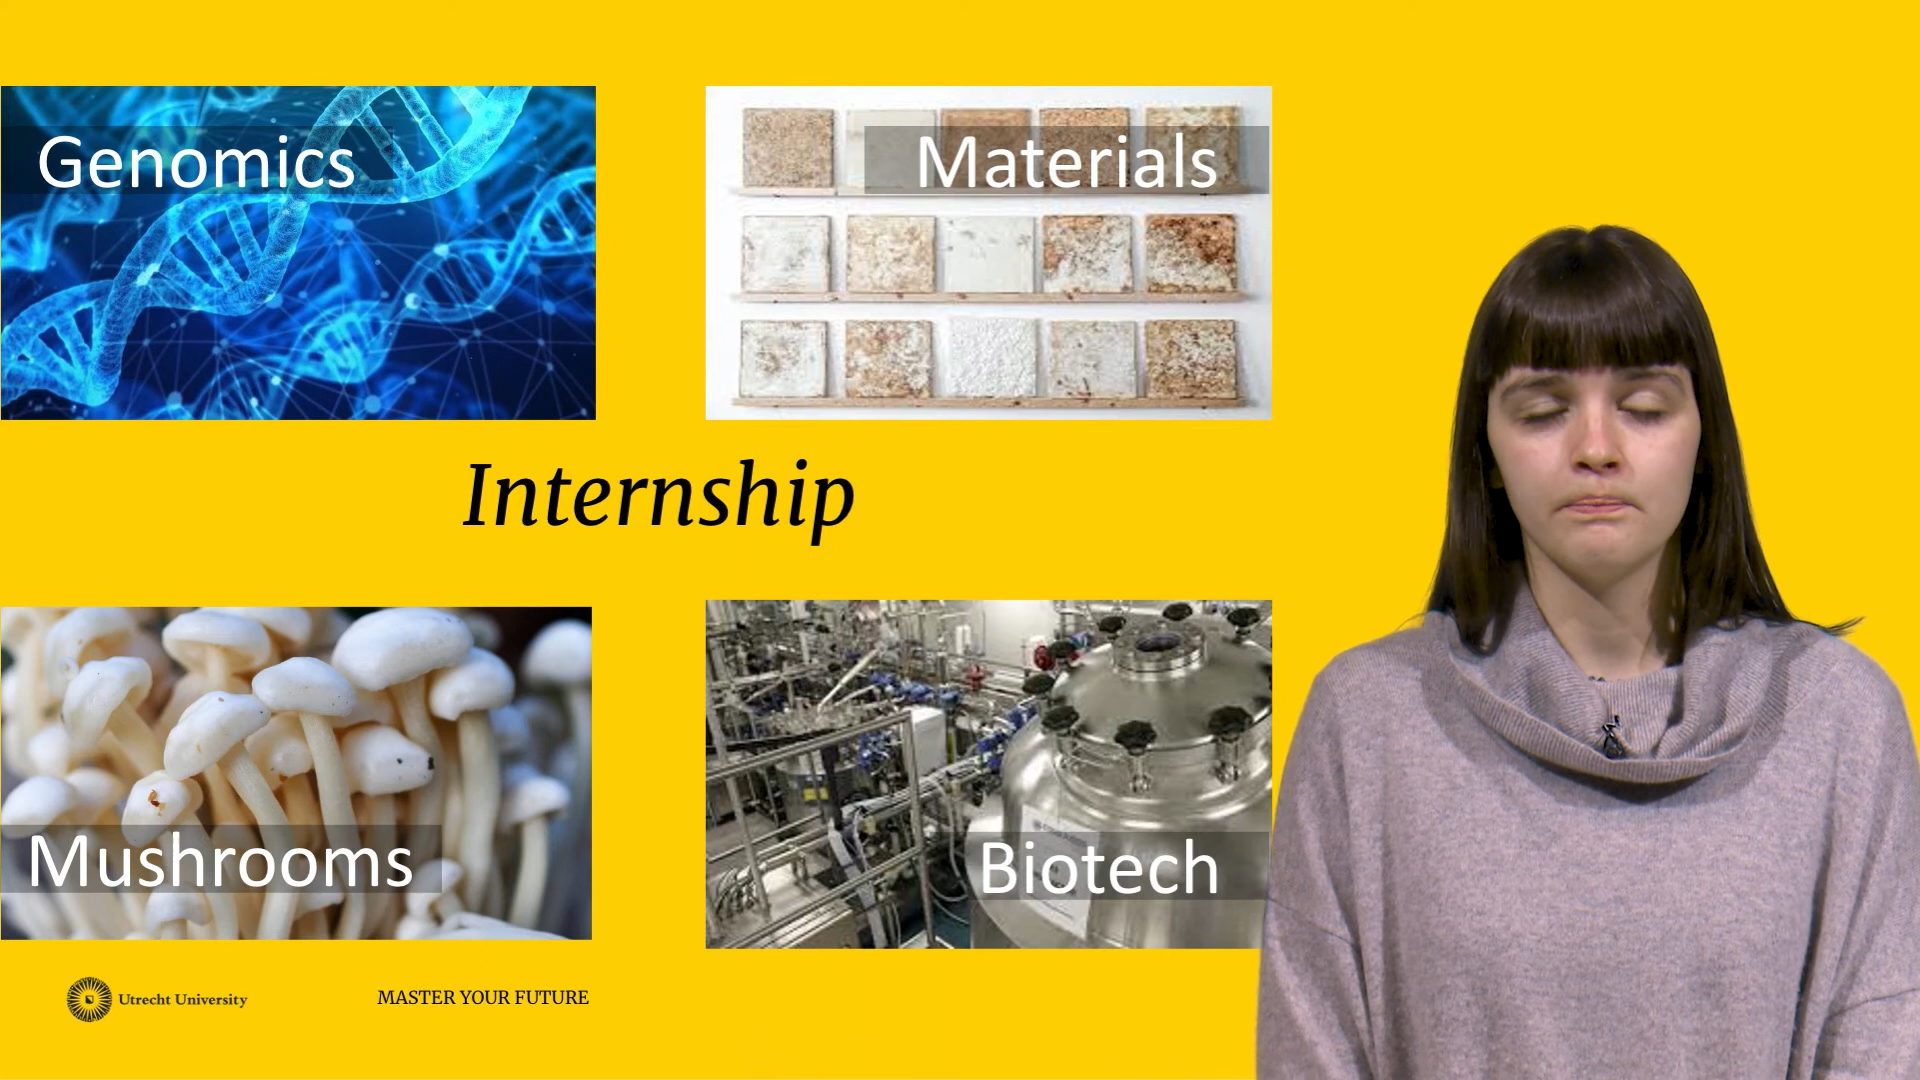 Genomics
Materials
Internship
Mushrooms
Biotech
Utrecht University
MASTER YOUR FUTURE